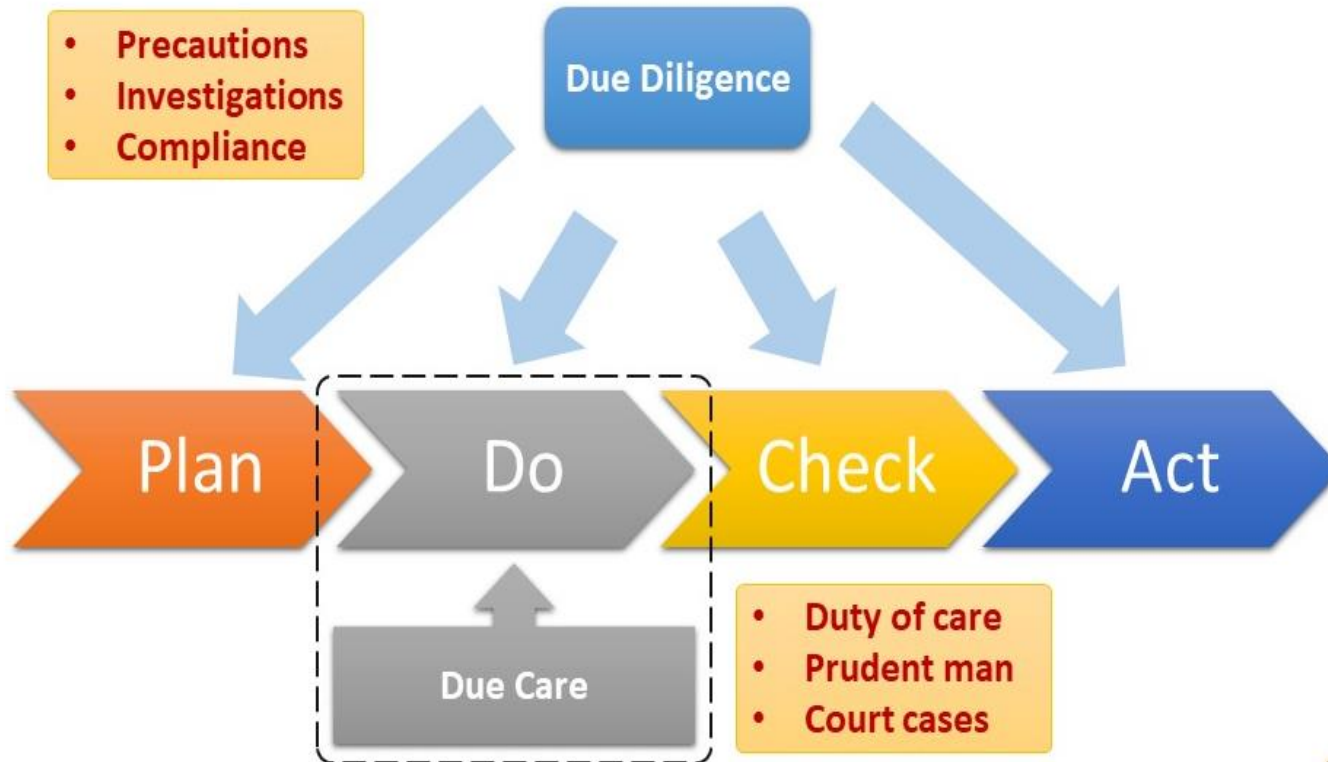 • Precautions
• Investigations
• Compliance
Due Diligence
Plan
Do
Check
Act
Due Care
• Duty of care
• Prudent man
• Court cases